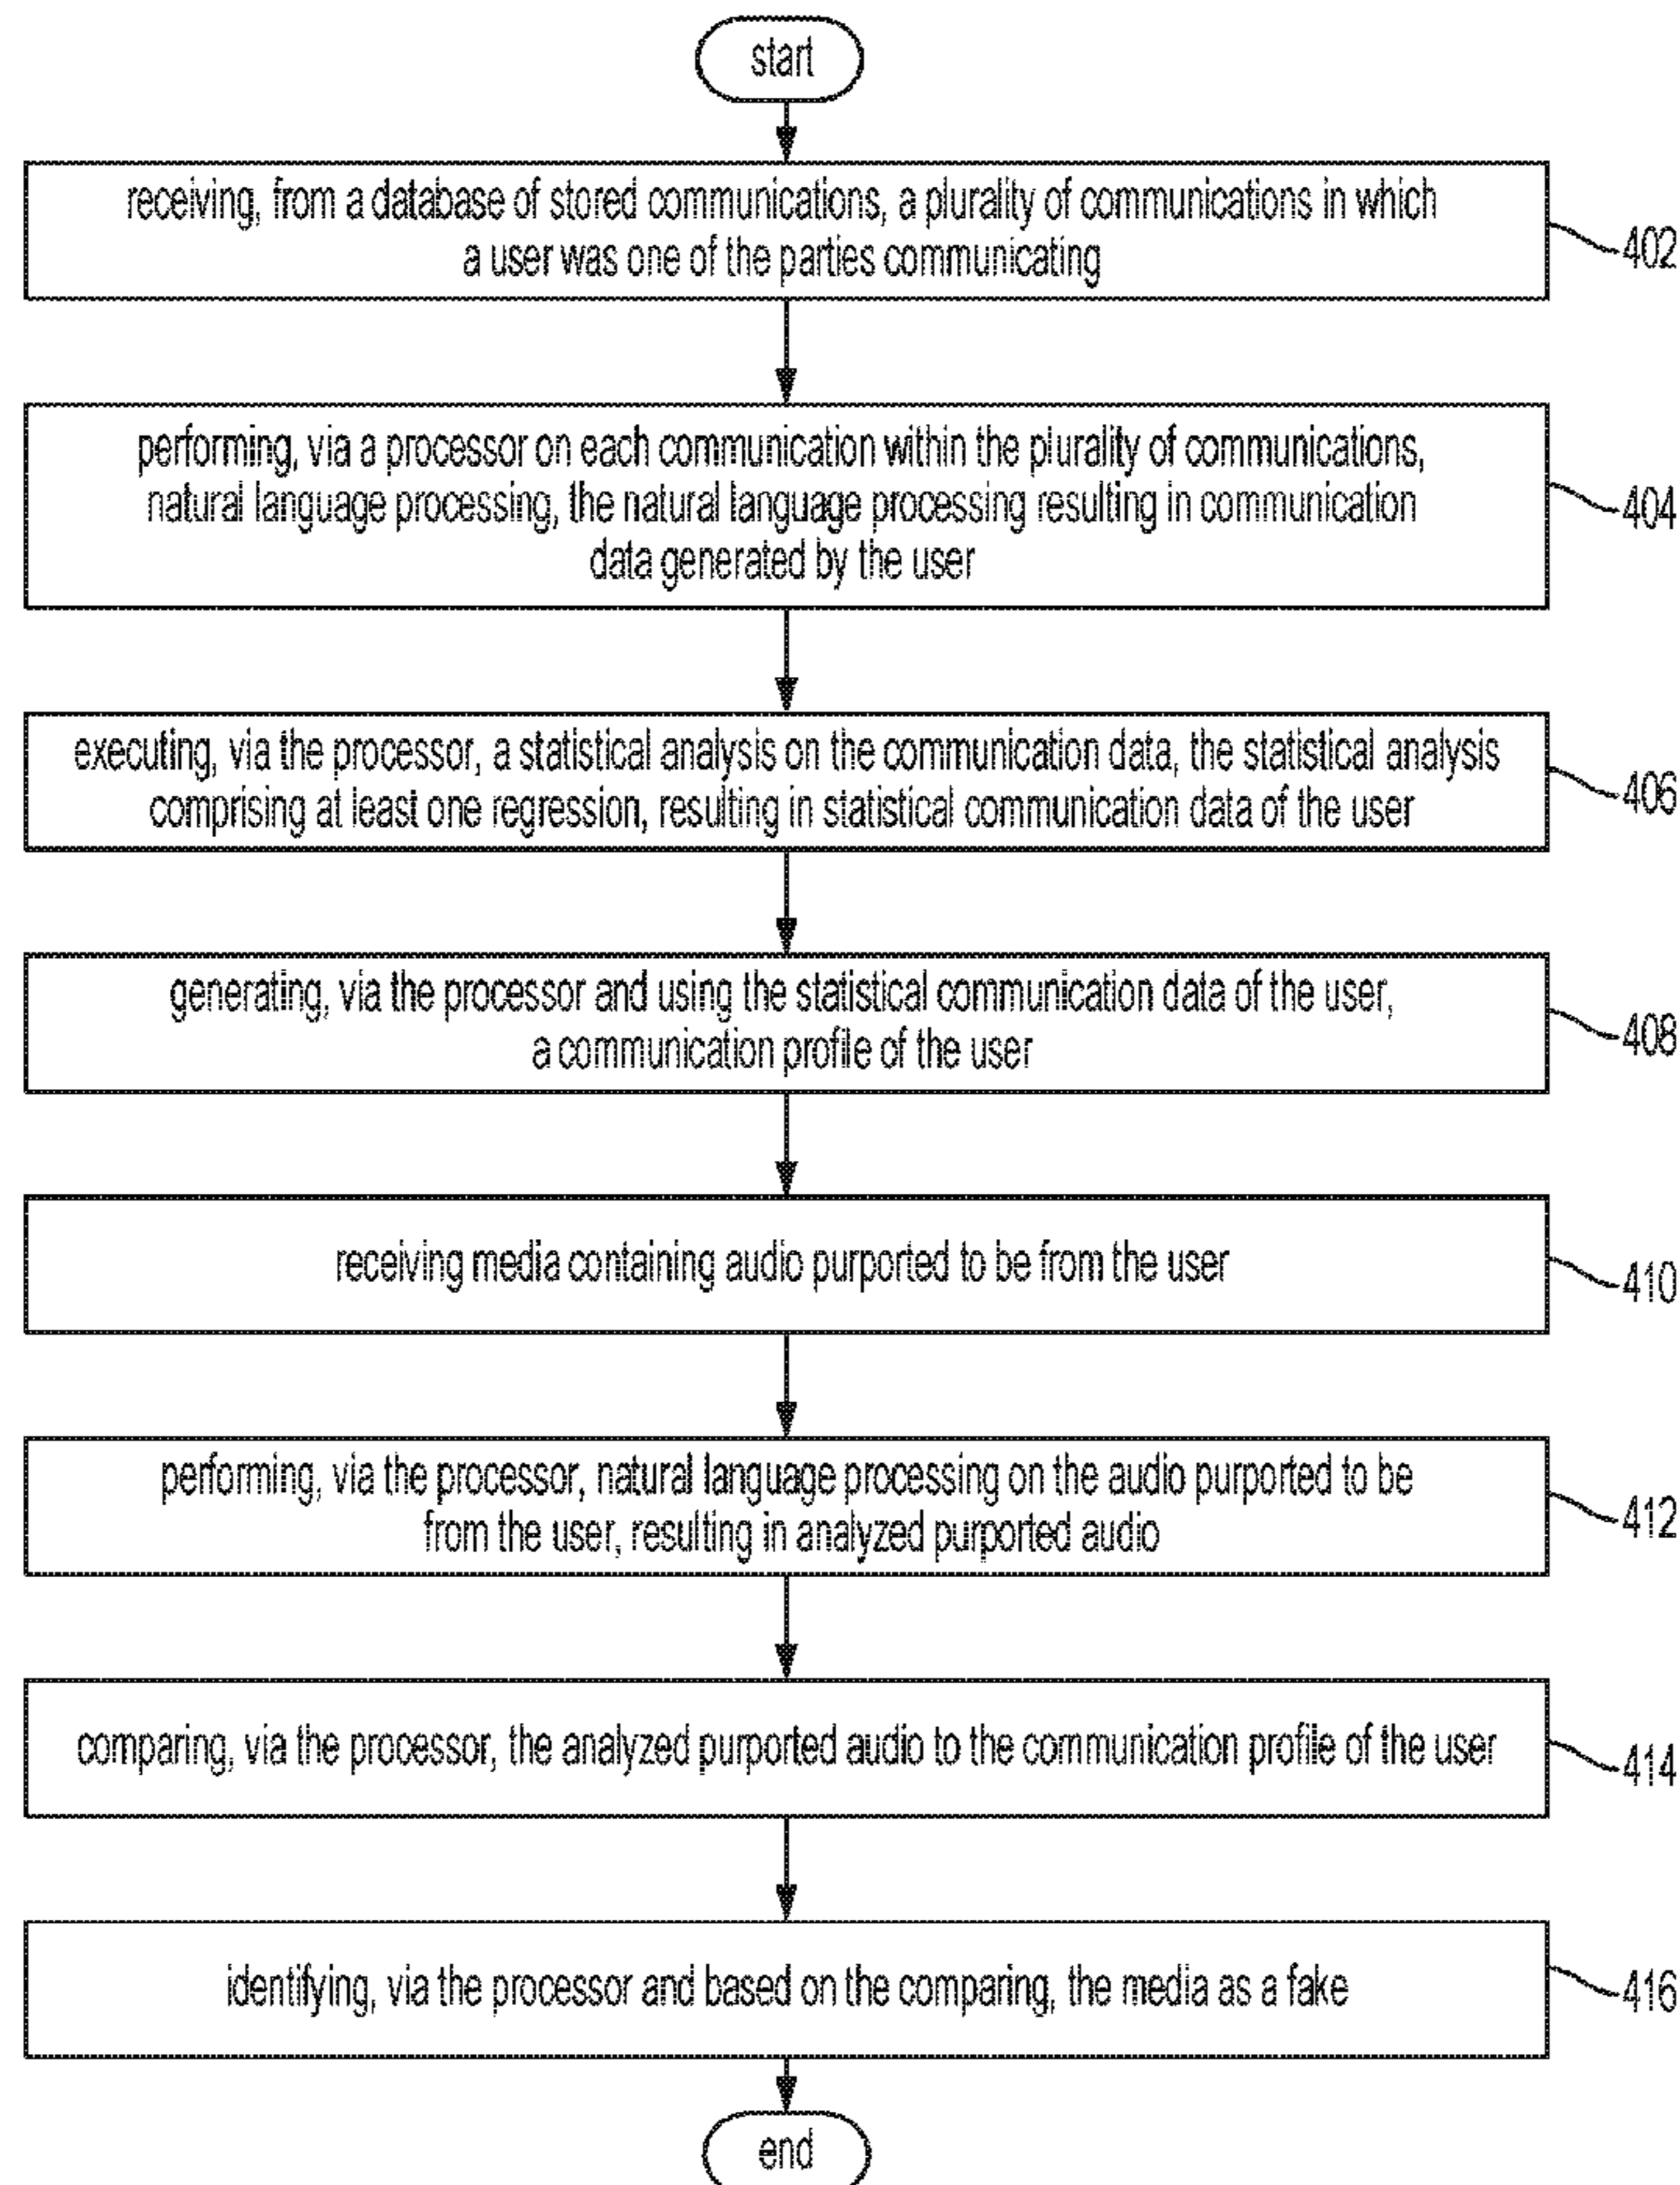 start
receiving, from a database of stored communications, a plurality of communications in which
a user was one of the parties communicating
402
performing, via a processor on each communication within the plurality of communications,
natural language processing, the natural language processing resulting in communication
data generated by the user
404
executing, via the processor, a statistical analysis on the communication data, the statistical analysis
comprising at least one regression, resulting in statistical communication data of the user
406
generating, via the processor and using the statistical communication data of the user,
a communication profile of the user
408
receiving media containing audio purported to be from the user
410
performing, via the processor, natural language processing on the audio purported to be
from the user, resulting in analyzed purported audio
412
comparing, via the processor, the analyzed purported audio to the communication profile of the user
414
identifying, via the processor and based on the comparing, the media as a fake
416
end